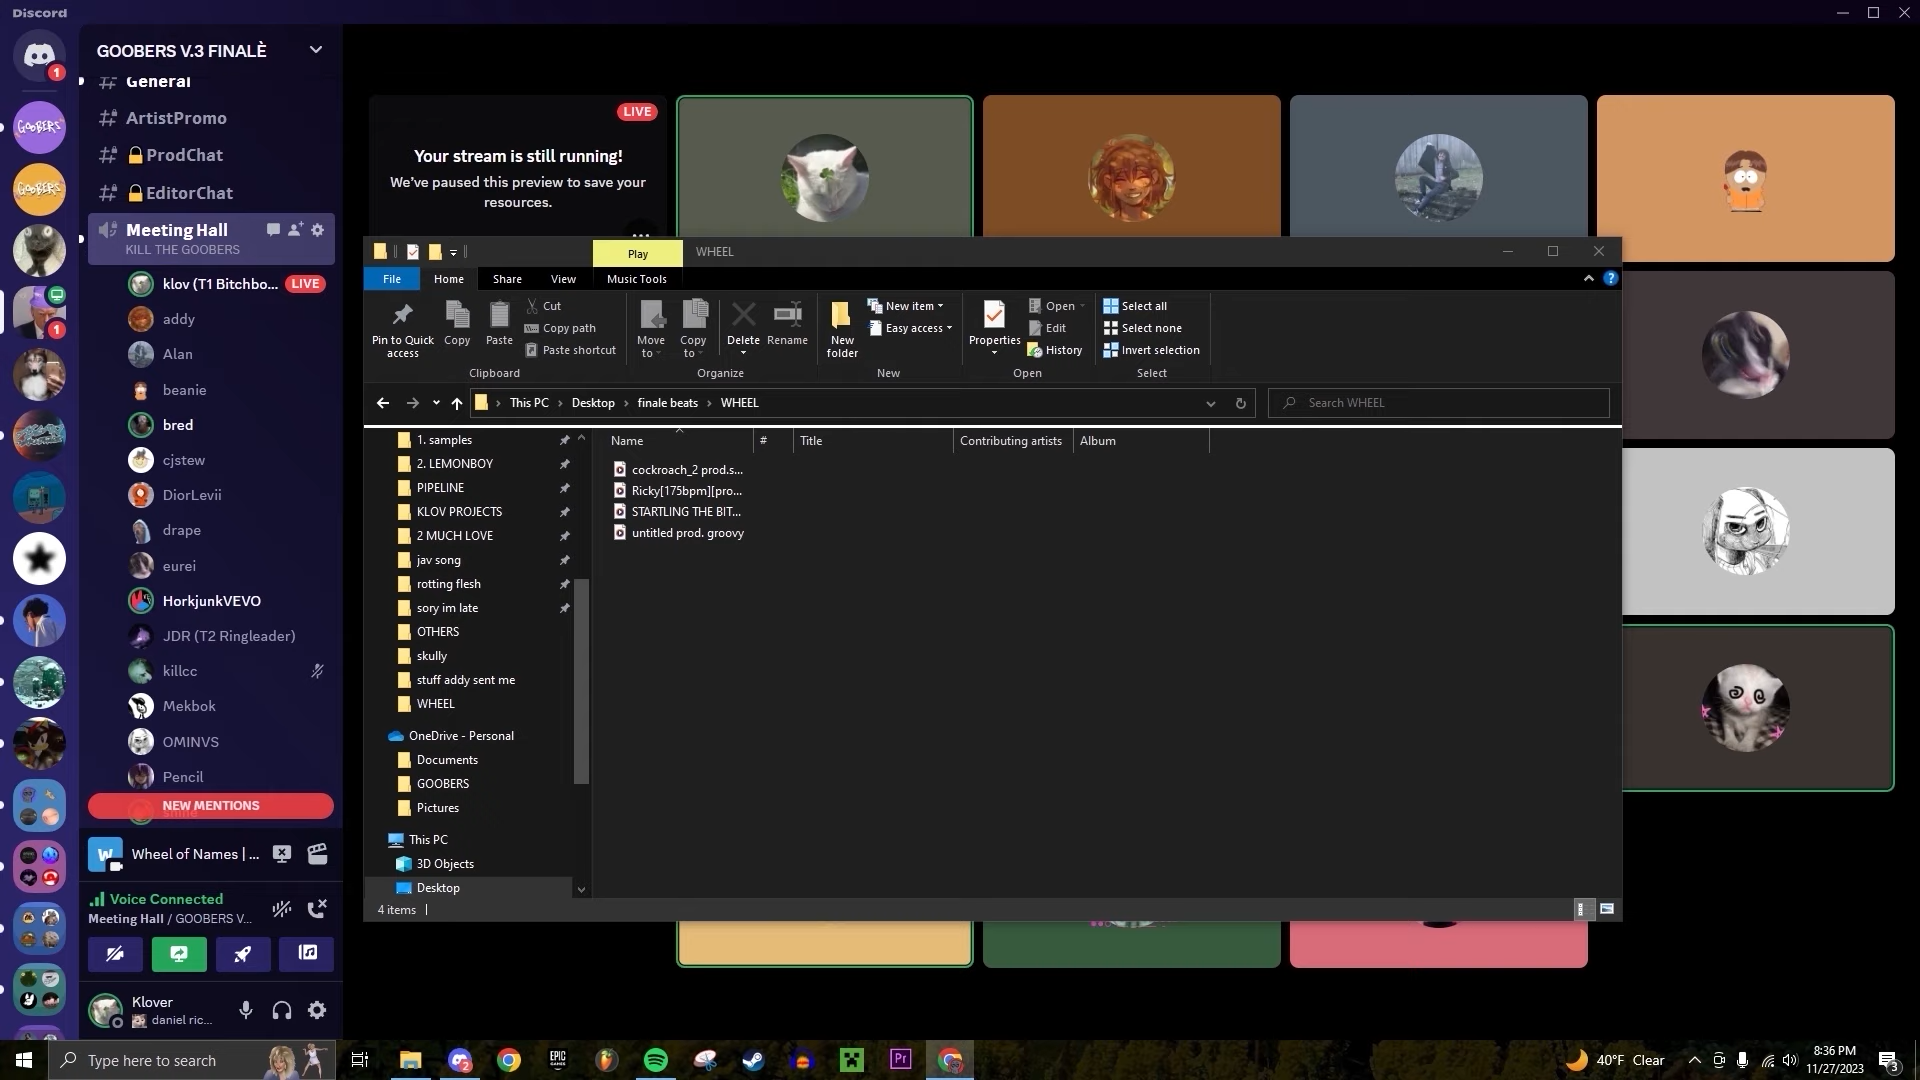 Discord
GOOBERS V.3 FINALÈ
General
ArtistPromo
ProdChat
EditorChat
Meeting Hall
KILL THE GOOBERS
klov (T1 Bitchbo... LIVE
addy
Alan
beanie
bred
cjstew
DiorLevii
drape
eurei
HorkjunkVEVO
JDR (T2 Ringleader)
killcc
Mekbok
OMINVS
Pencil
NEW MENTIONS
W Wheel of Names | ...
Voice Connected
Meeting Hall / GOOBERS V...
Klover
daniel ric...
1
GOOBERS
GOOBERS
1
LIVE
Your stream is still running!
We've paused this preview to save your
resources.
Play WHEEL
File Home Share View Music Tools
Pin to Quick
access
Copy
Paste
Cut
Copy path
Paste shortcut
Clipboard
Move
to
Copy
to
Delete
Rename
Organize
New
folder
New item
Easy access
New
Properties
Open
Edit
History
Open
Select all
Select none
Invert selection
Select
This PC > Desktop > finale beats > WHEEL
Search WHEEL
Name # Title Contributing artists Album
cockroach_2 prod.s...
Ricky[175bpm][pro...
STARTLING THE BIT...
untitled prod. groovy
1. samples
2. LEMONBOY
PIPELINE
KLOV PROJECTS
2 MUCH LOVE
jav song
rotting flesh
sory im late
OTHERS
skully
stuff addy sent me
WHEEL
OneDrive - Personal
Documents
GOOBERS
Pictures
This PC
3D Objects
Desktop
4 items
Type here to search
2
EPIC
GAMES
Pr
40°F Clear
8:36 PM
11/27/2023
3